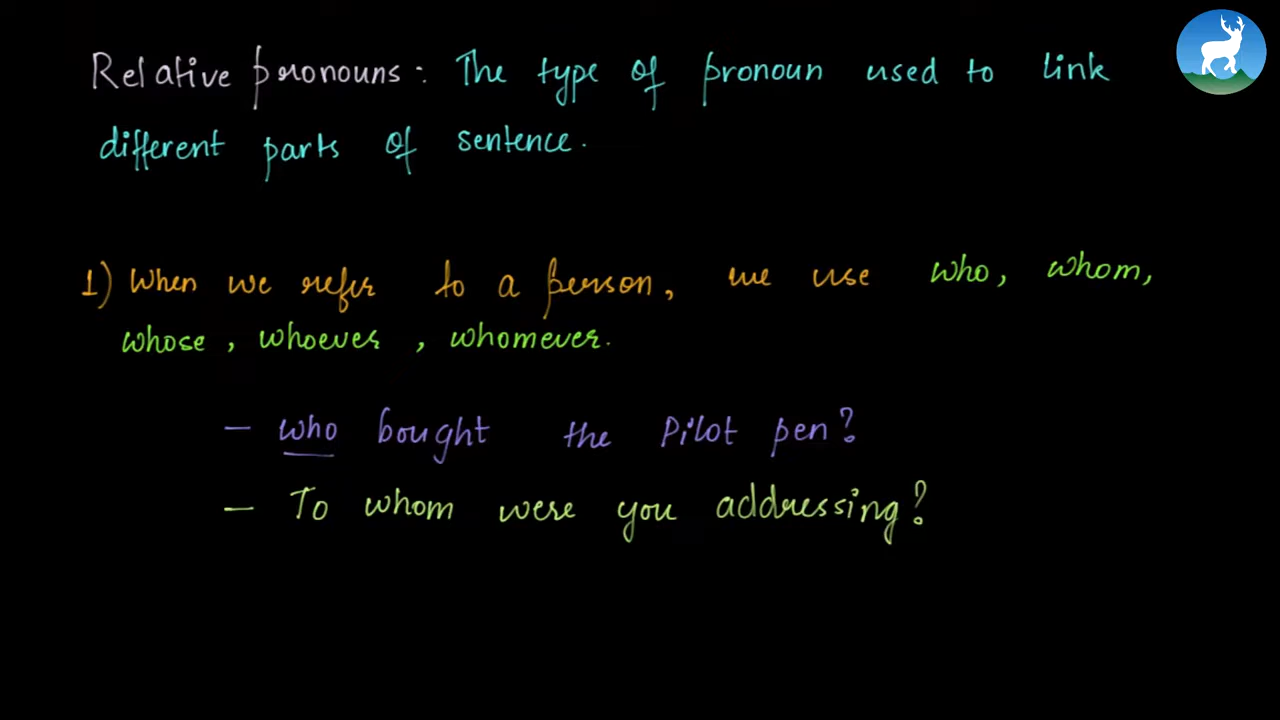 Relative pronouns: The type of pronoun used to link
different parts of sentence.
1) When we refer to a person, we use who, whom,
whose, whoever, whomever.
- who bought the Pilot pen?
- To whom were you addressing?